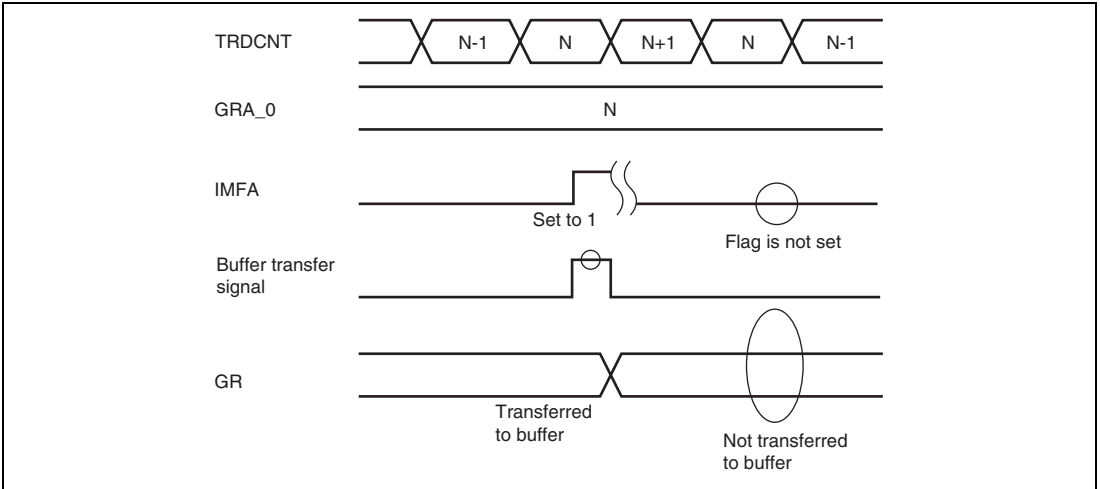 TRDCNT
N-1
N
N+1
N
N-1
GRA_0
N
IMFA
Set to 1
Flag is not set
Buffer transfer
signal
GR
Transferred
to buffer
Not transferred
to buffer